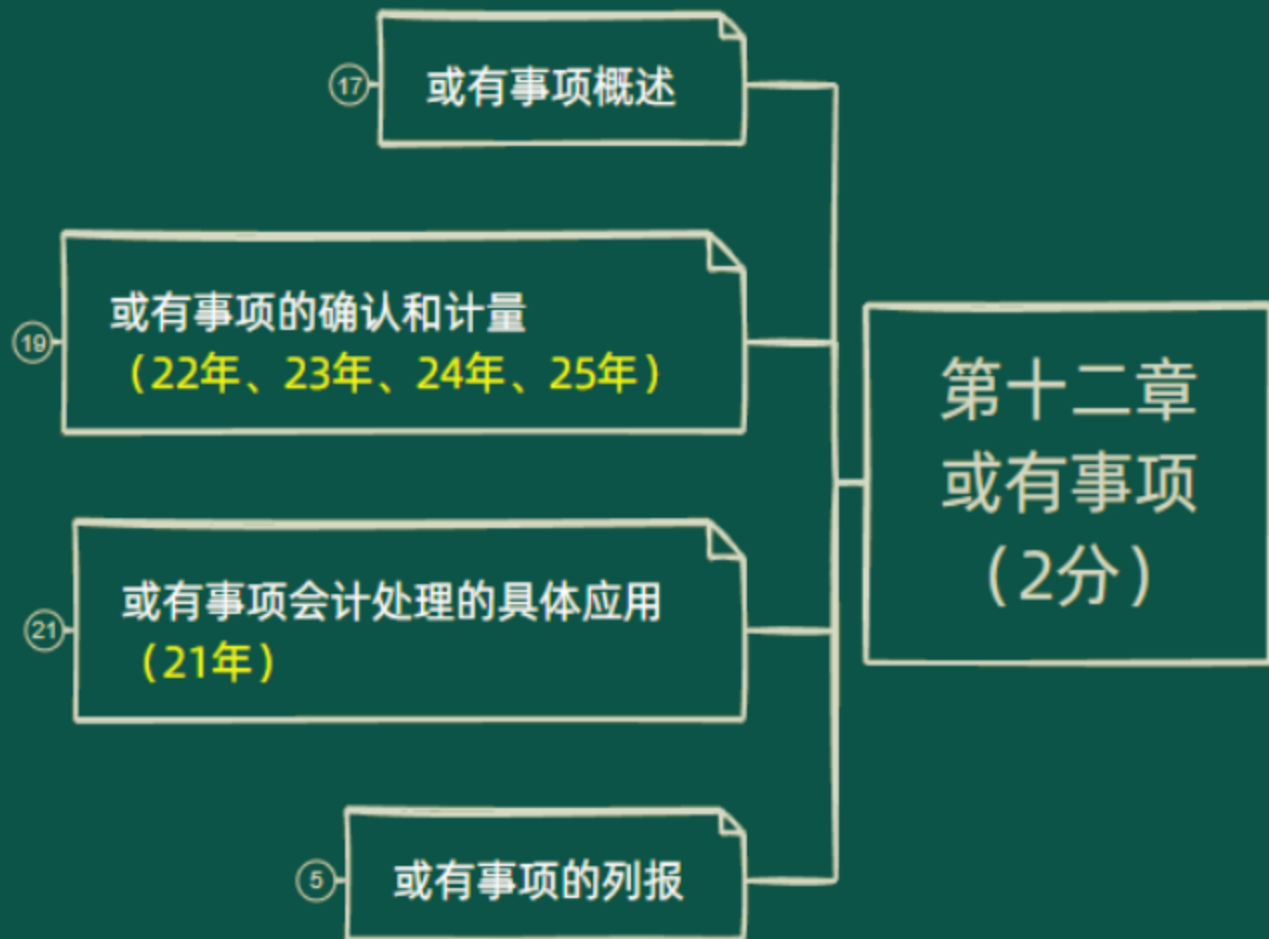 17
或有事项概述
19
或有事项的确认和计量
（22年、23年、24年、25年）
21
或有事项会计处理的具体应用
（21年）
5
或有事项的列报
第十二章
或有事项
（2分）